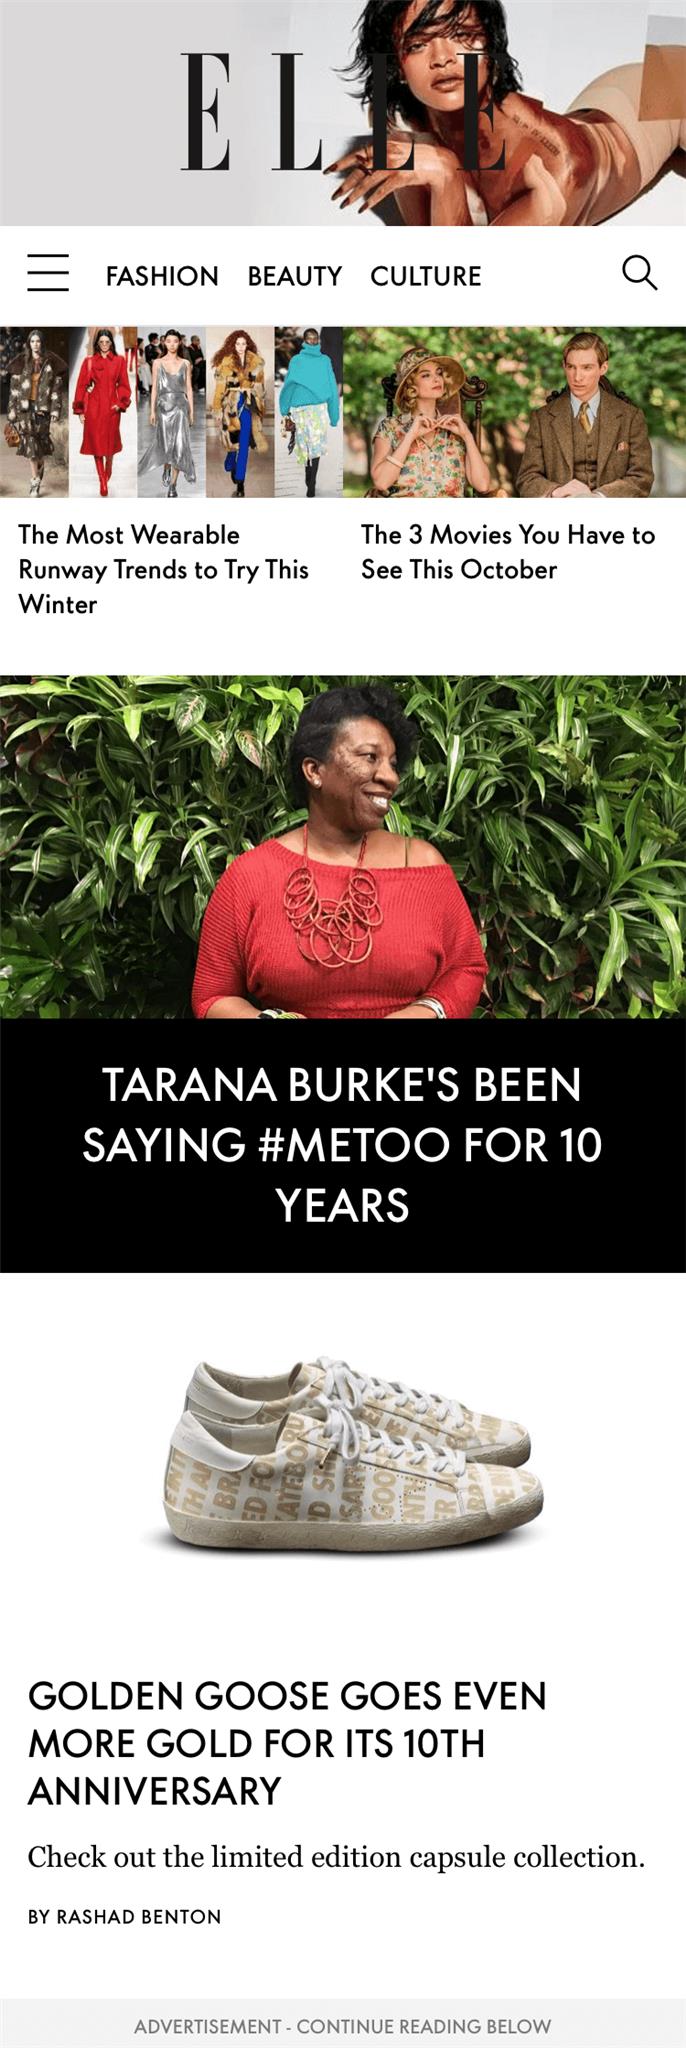 ELLE
FASHION BEAUTY CULTURE
The Most Wearable
Runway Trends to Try This
Winter
The 3 Movies You Have to
See This October
TARANA BURKE'S BEEN
SAYING #METOO FOR 10
YEARS
GOLDEN GOOSE GOES EVEN
MORE GOLD FOR ITS 10TH
ANNIVERSARY
Check out the limited edition capsule collection.
BY RASHAD BENTON
ADVERTISEMENT - CONTINUE READING BELOW